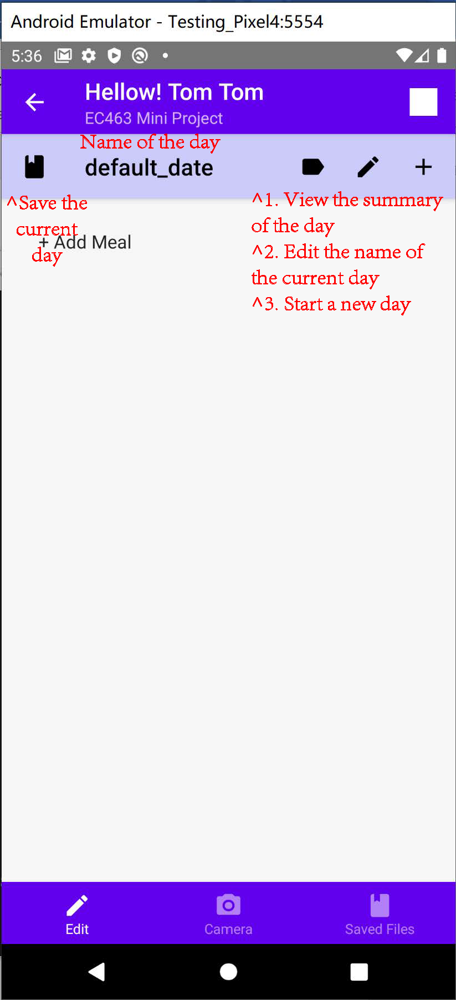 Android Emulator - Testing_Pixel4:5554
5:36
Hellow! Tom Tom
EC463 Mini Project
Name of the day
default_date
^Save the
current
day
^1. View the summary
of the day
^2. Edit the name of
the current day
^3. Start a new day
+ Add Meal
Edit
Camera
Saved Files